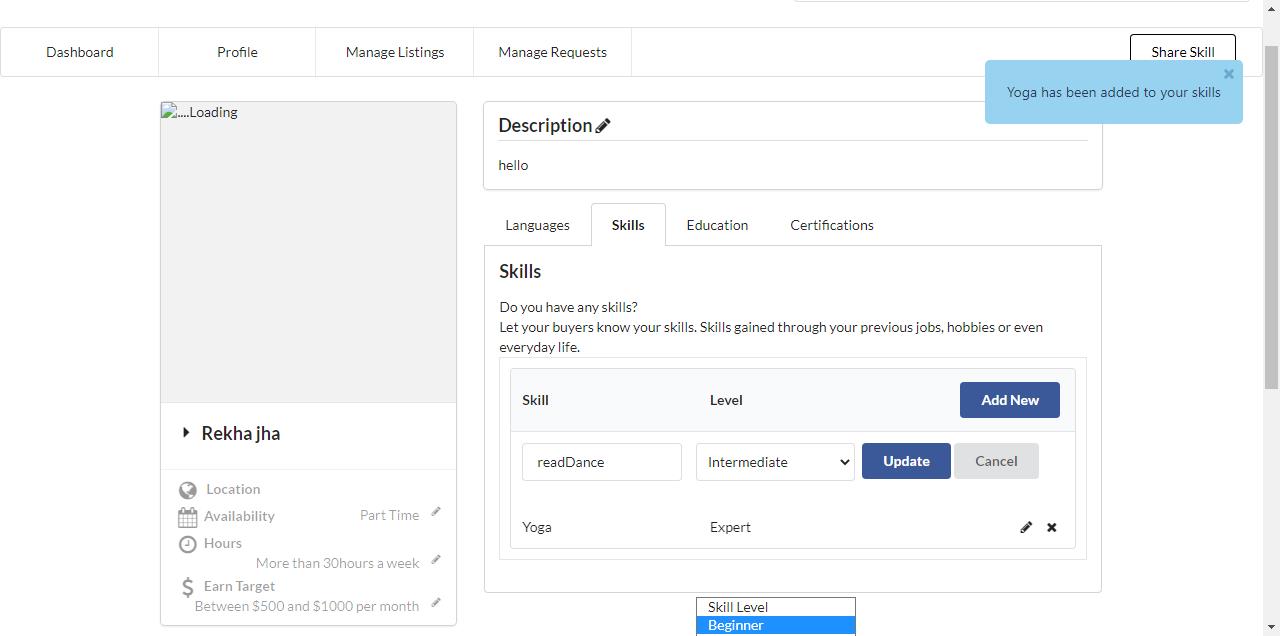 Dashboard
Profile
Manage Listings
Manage Requests
Share Skill
×
Yoga has been added to your skills
....Loading
Description
hello
Languages
Skills
Education
Certifications
Skills
Do you have any skills?
Let your buyers know your skills. Skills gained through your previous jobs, hobbies or even
everyday life.
Skill Level Add New
readDance Intermediate Update Cancel
Yoga Expert
Skill Level
Beginner
Rekha jha
Location
Availability Part Time
Hours
More than 30hours a week
Earn Target
Between $500 and $1000 per month